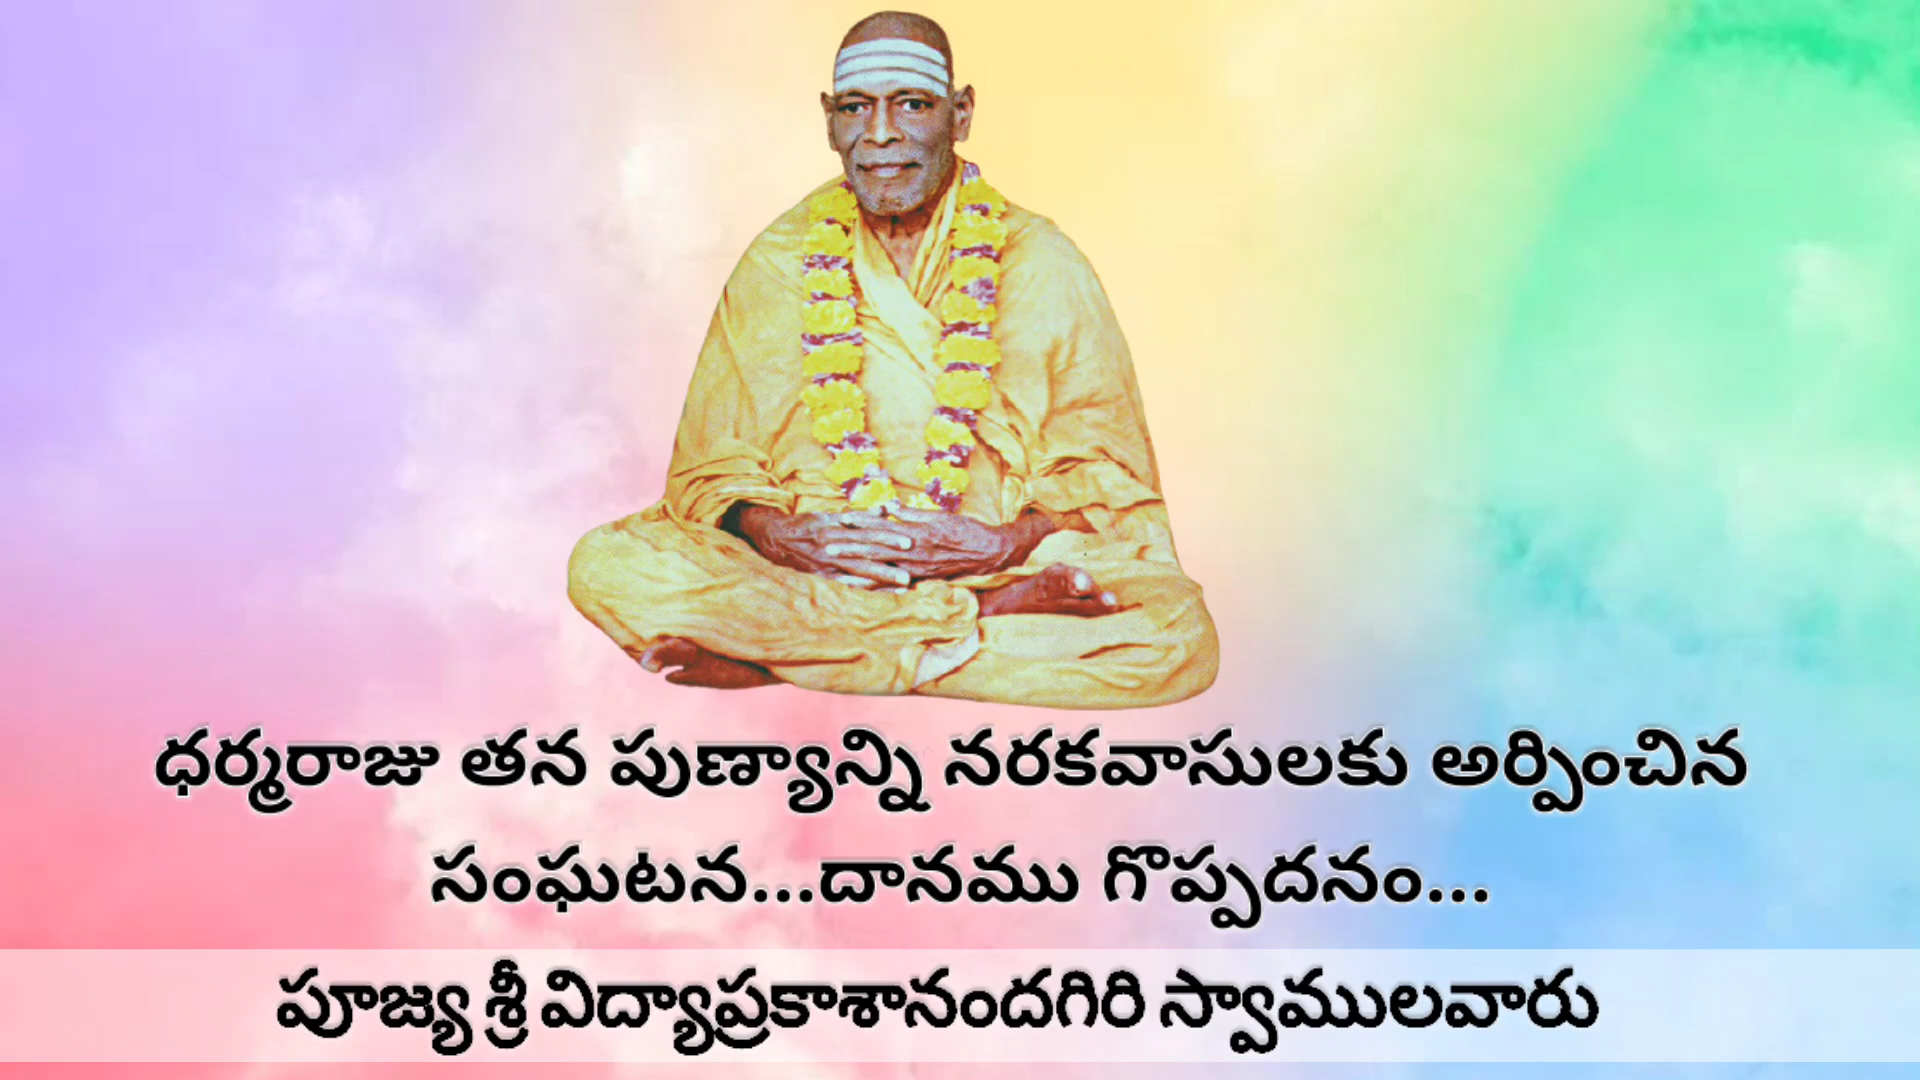 ధర్మరాజు తన పుణ్యాన్ని నరకవాసులకు అర్పించిన
సంఘటన...దానము గొప్పదనం...
పూజ్య శ్రీ విద్యాప్రకాశానందగిరి స్వాములవారు